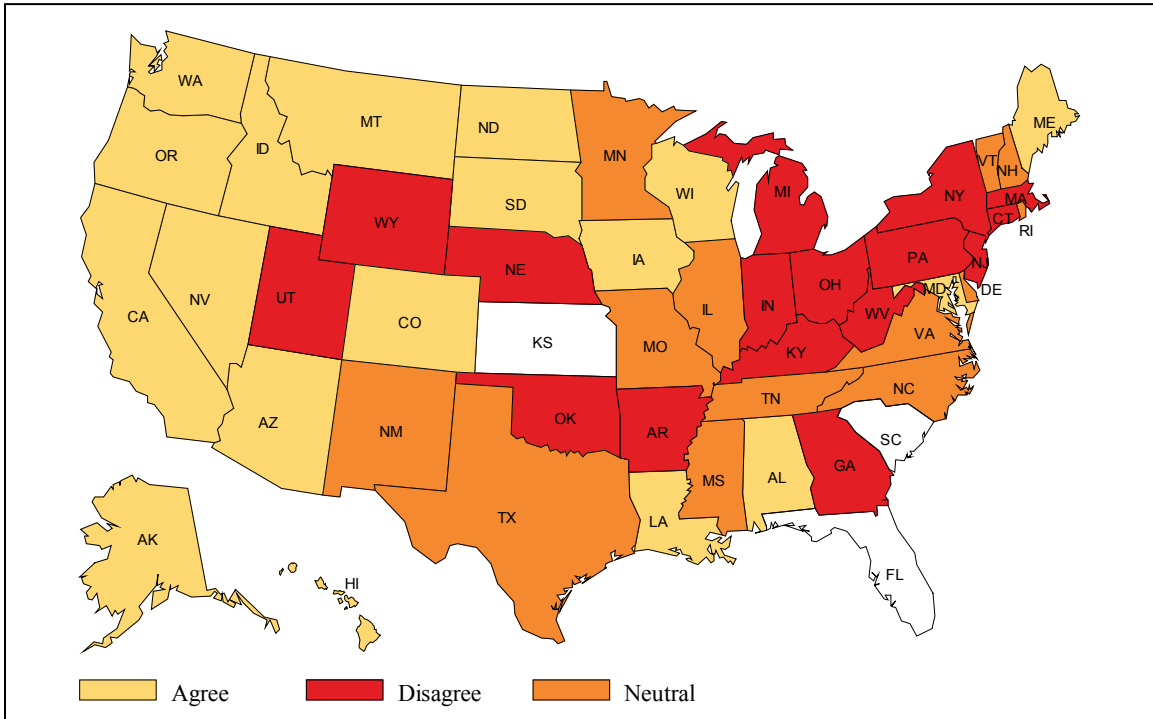 WA
MT
ND
MN
ME
OR
ID
SD
WI
MI
VT
NH
NY
MA
CT
RI
WY
NE
IA
PA
NJ
NV
UT
CO
KS
IL
IN
OH
MD
DE
WV
VA
CA
MO
KY
AZ
NM
OK
AR
TN
NC
SC
MS
AL
GA
TX
LA
AK
HI
FL
Agree
Disagree
Neutral